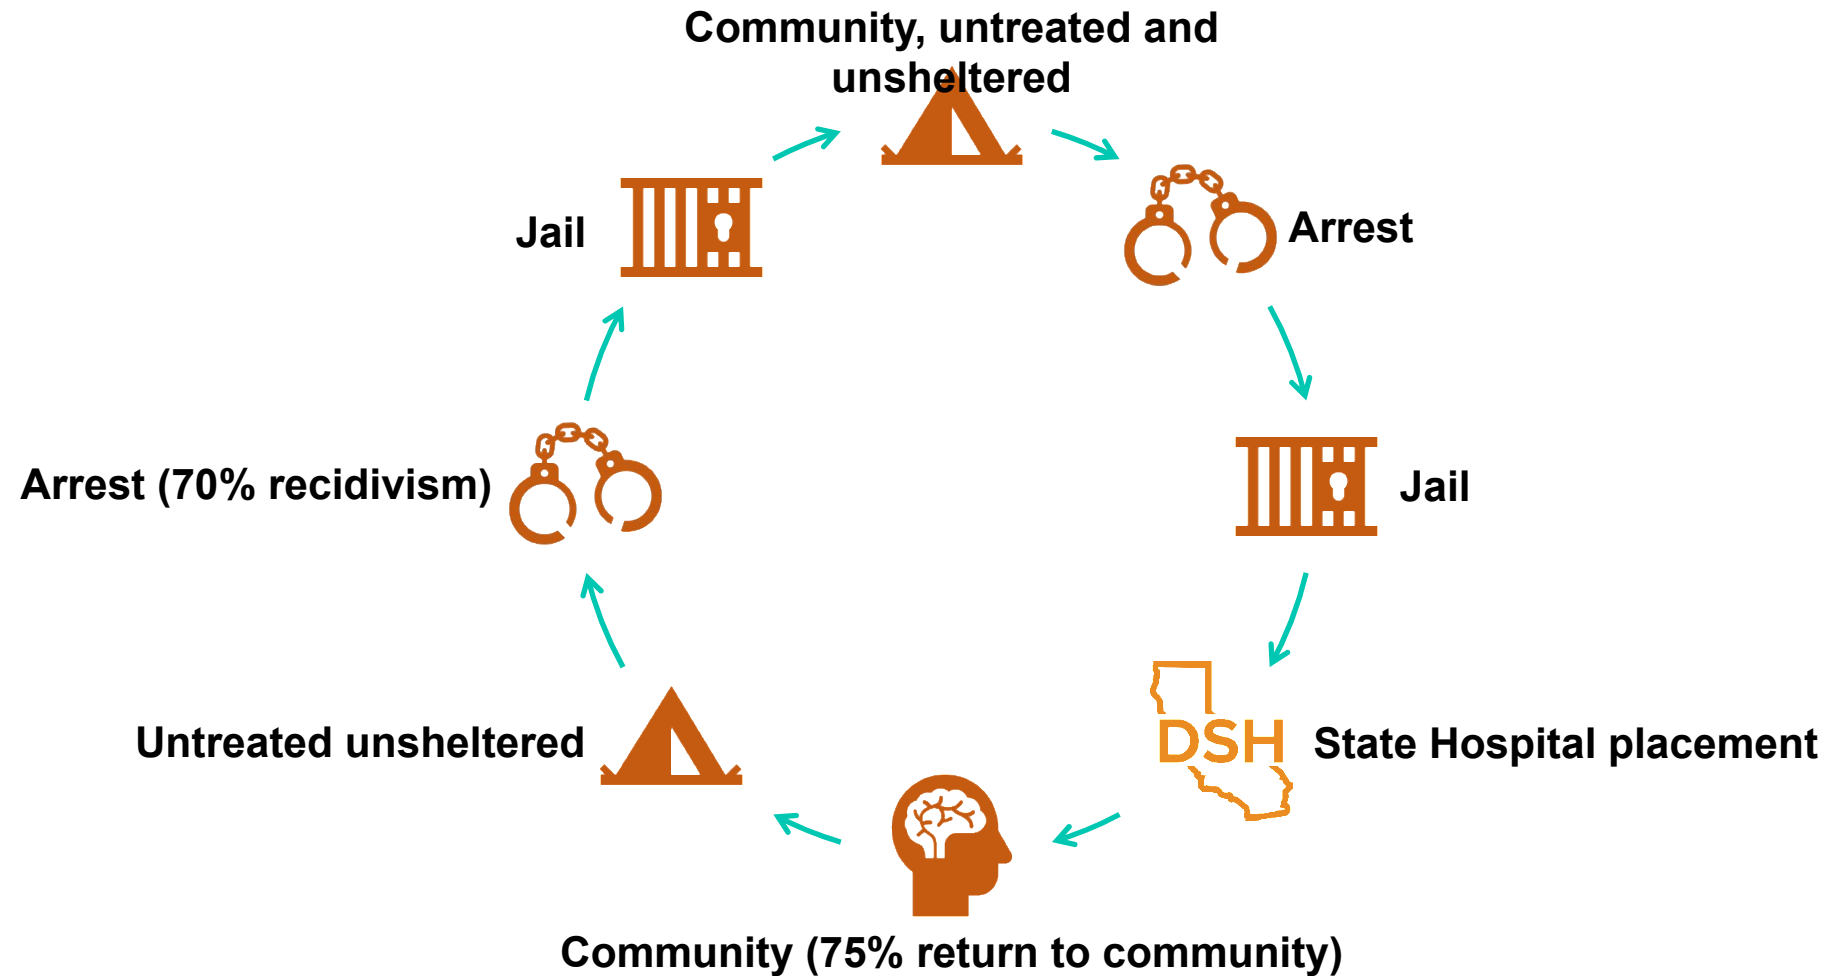 Community, untreated and
unsheltered
Arrest
Jail
DSH
State Hospital placement
Community (75% return to community)
Untreated unsheltered
Arrest (70% recidivism)
Jail